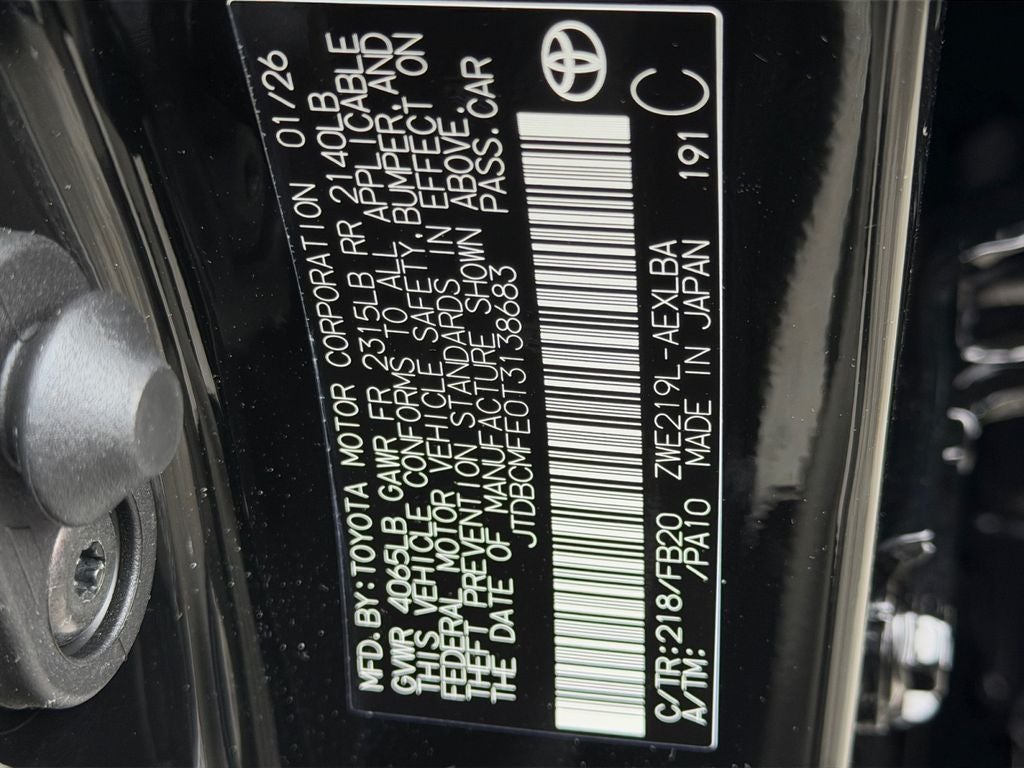 MFD.BY:TOYOTA MOTOR CORPORATION 01/26
GVWR 4065LB GAWR FR 2315LB RR 2140LB
THIS VEHICLE CONFORMS TO ALL APPLICABLE
FEDERAL MOTOR VEHICLE SAFETY,BUMPER,AND
THEFT PREVENTION STANDARDS IN EFFECT ON
THE DATE OF MANUFACTURE SHOWN ABOVE.
JTDBCMFE0T3138683 PASS.CAR
C/TR:218/FB20 ZWE219L-AEXLBA 191 C
A/TM: /PA10 MADE IN JAPAN